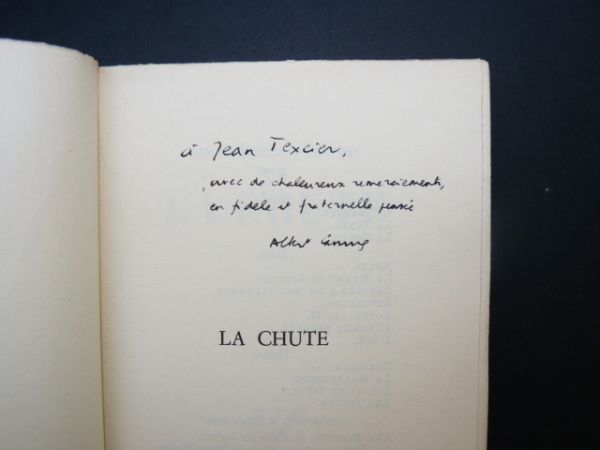 à Jean Texcier,
avec de chaleureux remerciements,
en fidèle et fraternelle pensée
Albert Camus
LA CHUTE